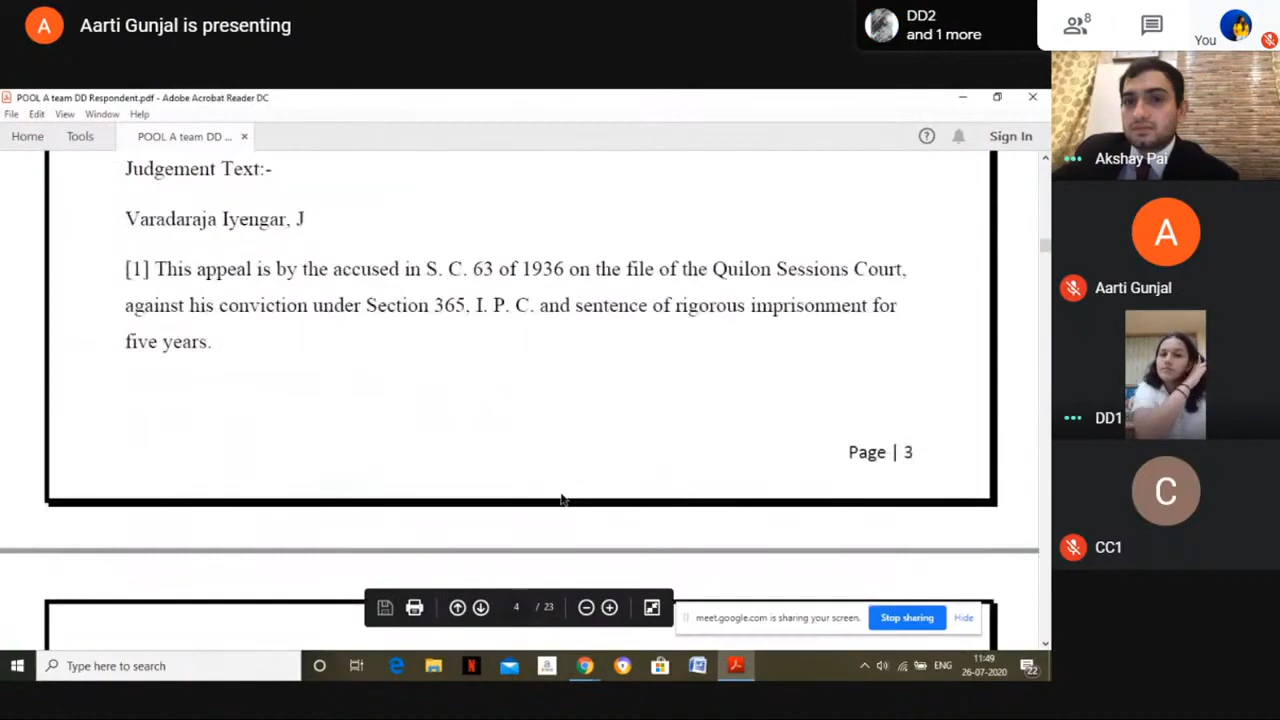 A
Aarti Gunjal is presenting
DD2
and 1 more
8
You
POOL A team DD Respondent.pdf - Adobe Acrobat Reader DC
File Edit View Window Help
Home Tools POOL A team DD ... × Sign In
Judgement Text:-
Varadaraja Iyengar, J
[1] This appeal is by the accused in S. C. 63 of 1936 on the file of the Quilon Sessions Court,
against his conviction under Section 365, I. P. C. and sentence of rigorous imprisonment for
five years.
Page | 3
4 / 23
meet.google.com is sharing your screen. Stop sharing Hide
Type here to search
ENG
11:49
26-07-2020
22
Akshay Pai
A
Aarti Gunjal
DD1
C
CC1